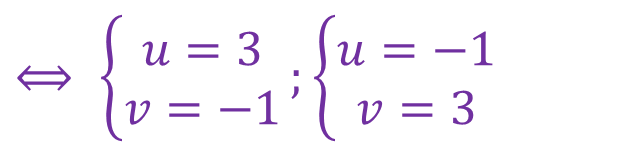 ⇔ { u = 3 ; { u = −1
v = −1 v = 3